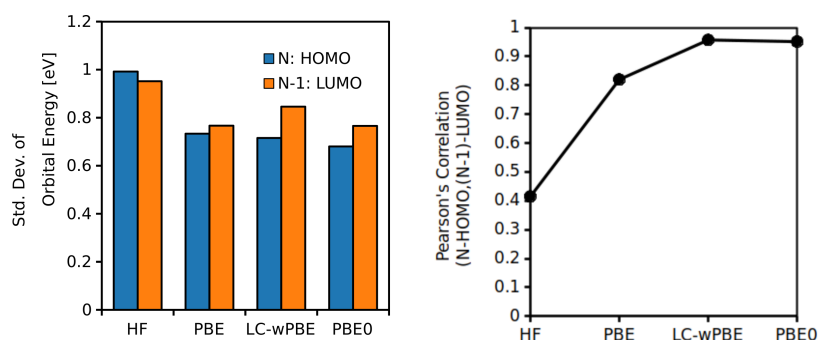 1.2
1
0.8
0.6
0.4
0.2
0
Std. Dev. of
Orbital Energy [eV]
N: HOMO
N-1: LUMO
HF PBE LC-wPBE PBE0
1
0.9
0.8
0.7
0.6
0.5
0.4
0.3
0.2
0.1
0
Pearson's Correlation
(N-HOMO,(N-1)-LUMO)
HF PBE LC-wPBE PBE0